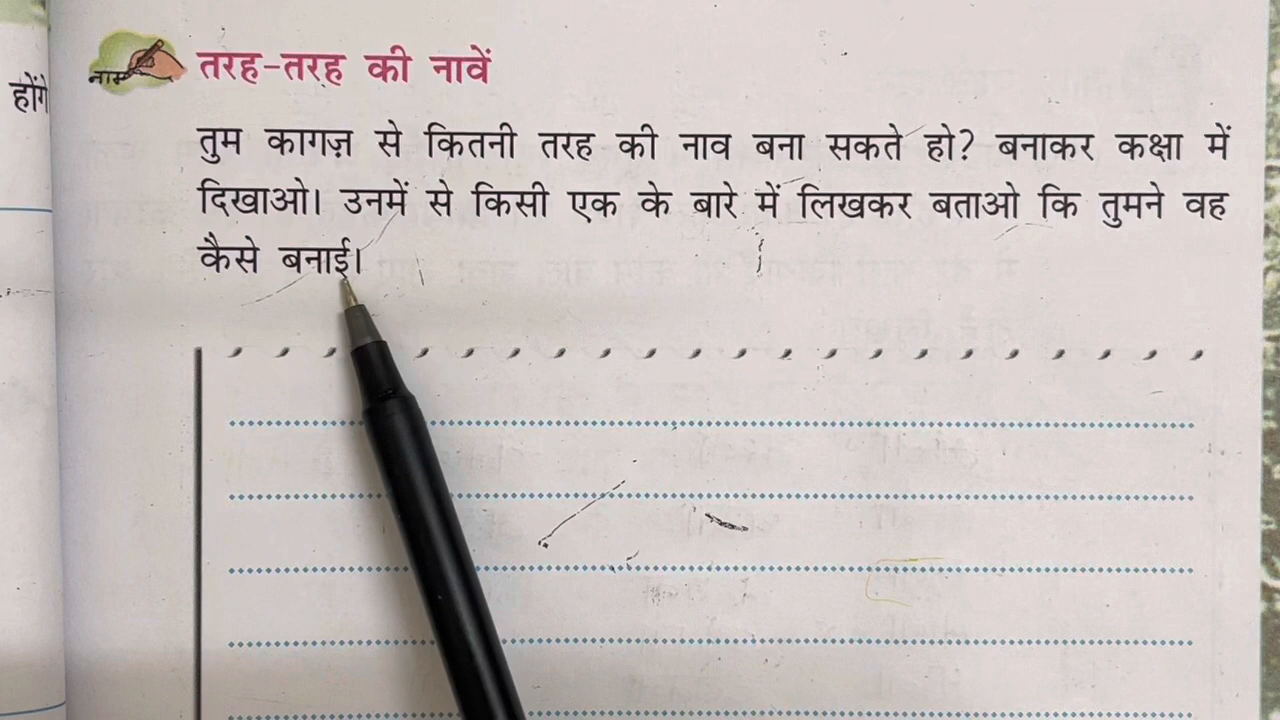 होंगे
नाम
तरह-तरह की नावें
तुम कागज़ से कितनी तरह की नाव बना सकते हो? बनाकर कक्षा में
दिखाओ। उनमें से किसी एक के बारे में लिखकर बताओ कि तुमने वह
कैसे बनाई।